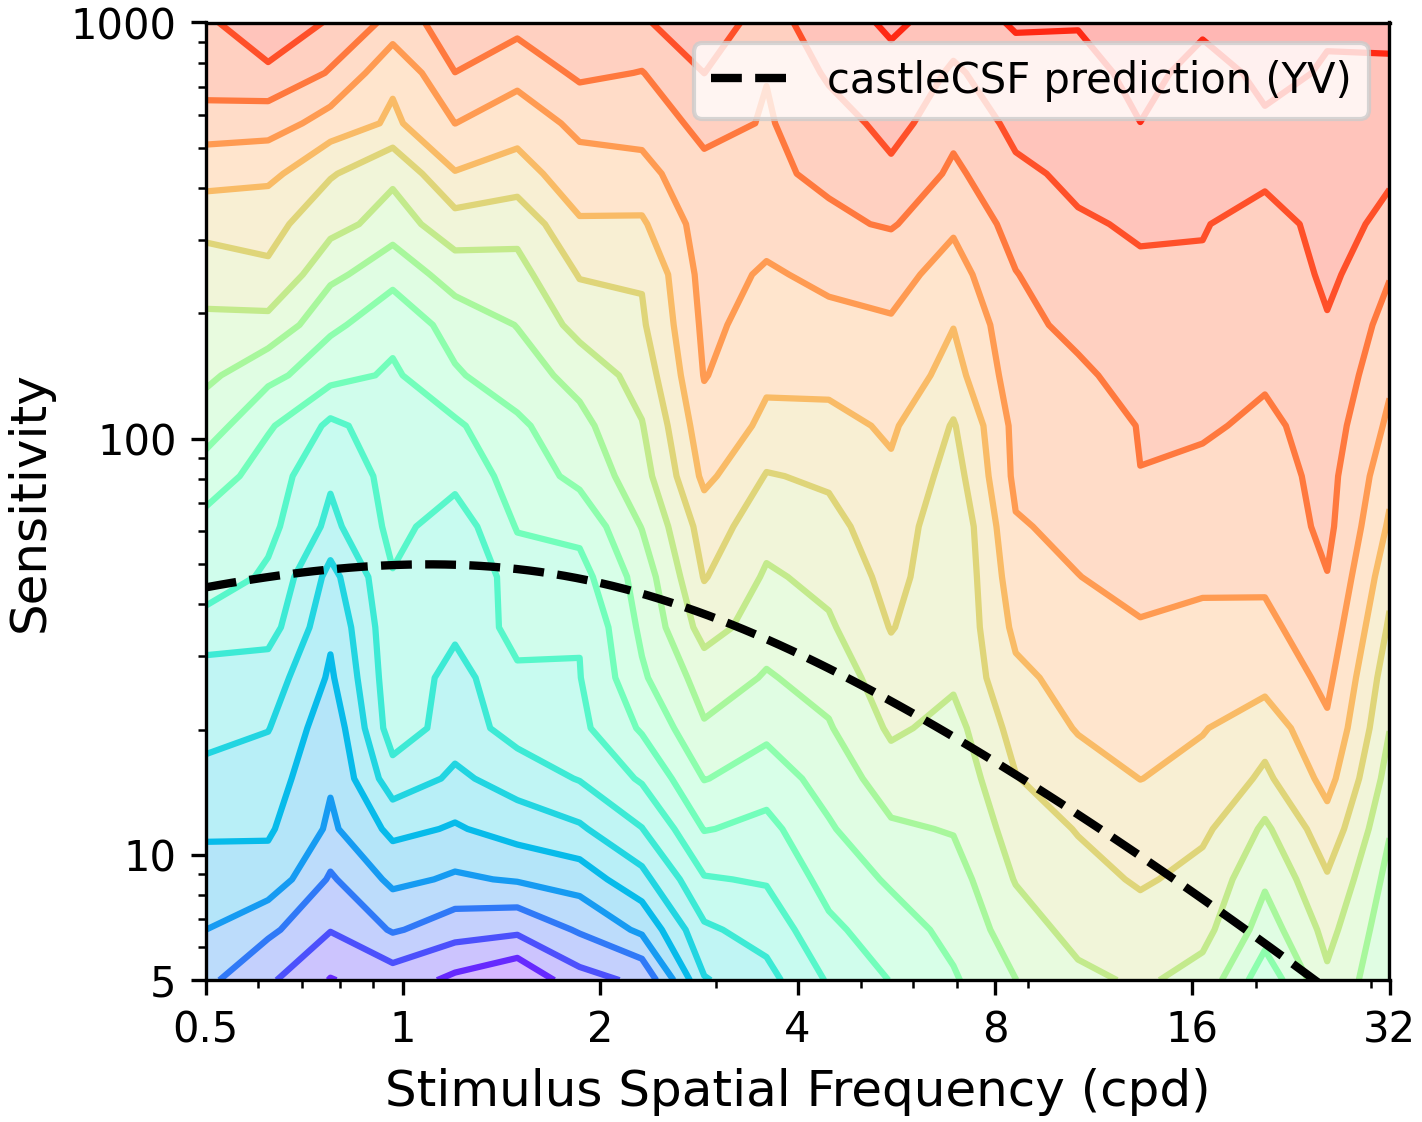 1000
100
10
5
Sensitivity
castleCSF prediction (YV)
0.5 1 2 4 8 16 32
Stimulus Spatial Frequency (cpd)